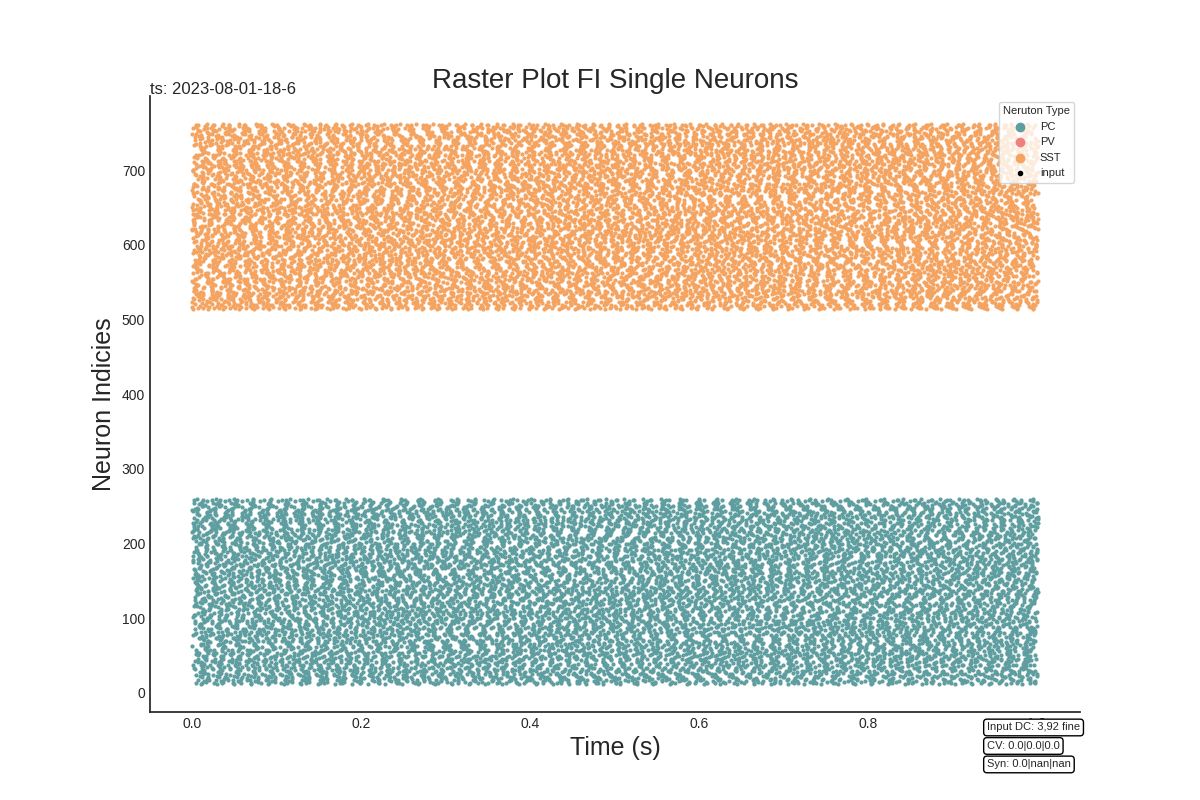 Raster Plot FI Single Neurons
ts: 2023-08-01-18-6
Neruton Type
PC
PV
SST
input
Neuron Indicies
700
600
500
400
300
200
100
0
0.0
0.2
0.4
0.6
0.8
Time (s)
Input DC: 3,92 fine
CV: 0.0|0.0|0.0
Syn: 0.0|nan|nan